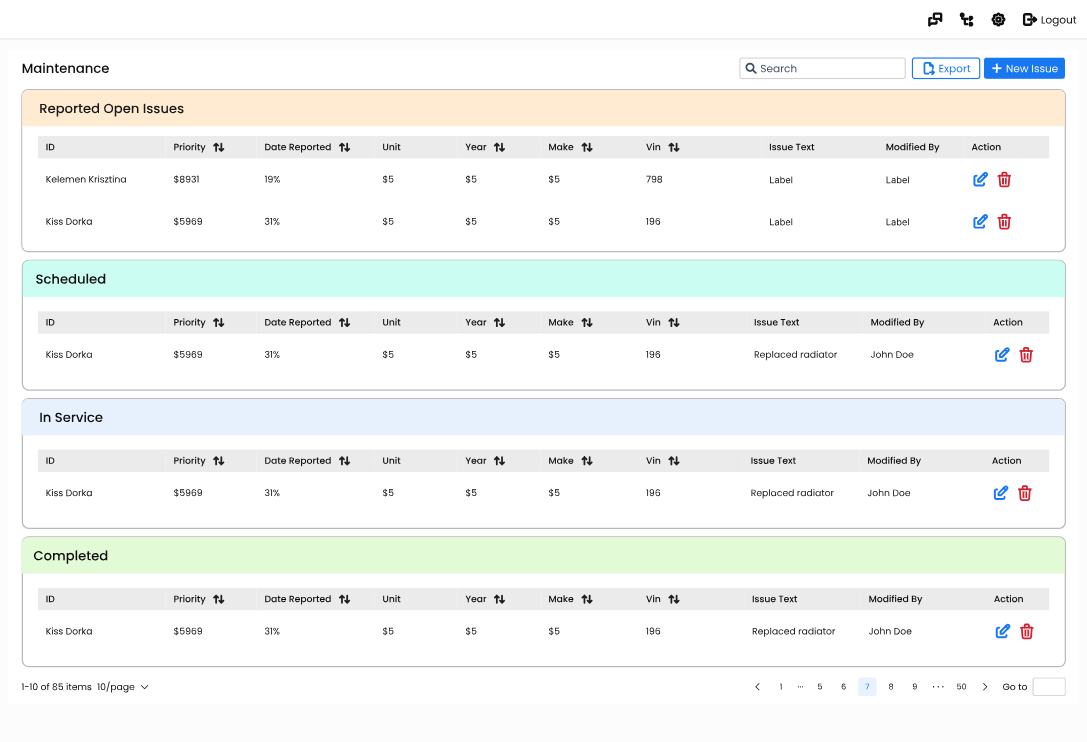 Logout
Maintenance Search Export New Issue
Reported Open Issues
ID Priority Date Reported Unit Year Make Vin Issue Text Modified By Action
Kelemen Krisztina $8931 19% $5 $5 $5 798 Label Label
Kiss Dorka $5969 31% $5 $5 $5 196 Label Label
Scheduled
ID Priority Date Reported Unit Year Make Vin Issue Text Modified By Action
Kiss Dorka $5969 31% $5 $5 $5 196 Replaced radiator John Doe
In Service
ID Priority Date Reported Unit Year Make Vin Issue Text Modified By Action
Kiss Dorka $5969 31% $5 $5 $5 196 Replaced radiator John Doe
Completed
ID Priority Date Reported Unit Year Make Vin Issue Text Modified By Action
Kiss Dorka $5969 31% $5 $5 $5 196 Replaced radiator John Doe
1-10 of 85 items 10/page 1 ··· 5 6 7 8 9 ··· 50 Go to